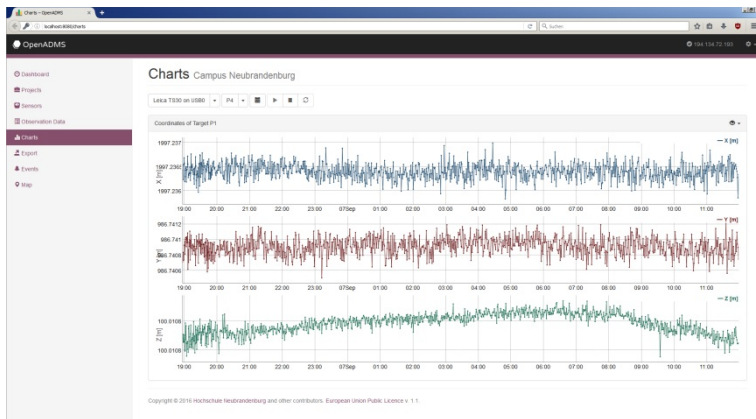 Charts - OpenADMS
localhost:8080/charts
Suchen
OpenADMS
194.134.72.193
Dashboard
Projects
Sensors
Observation Data
Charts
Export
Events
Map
Charts Campus Neubrandenburg
Leica TS30 on USB0
P4
Coordinates of Target P1
X [m]
1997.237
1997.2365
1997.236
X [m]
19:00 20:00 21:00 22:00 23:00 07Sep 01:00 02:00 03:00 04:00 05:00 06:00 07:00 08:00 09:00 10:00 11:00
Y [m]
986.7412
986.741
986.7408
986.7406
Y [m]
19:00 20:00 21:00 22:00 23:00 07Sep 01:00 02:00 03:00 04:00 05:00 06:00 07:00 08:00 09:00 10:00 11:00
Z [m]
100.0108
100.0108
Z [m]
19:00 20:00 21:00 22:00 23:00 07Sep 01:00 02:00 03:00 04:00 05:00 06:00 07:00 08:00 09:00 10:00 11:00
Copyright © 2016 Hochschule Neubrandenburg and other contributors. European Union Public Licence v. 1.1.